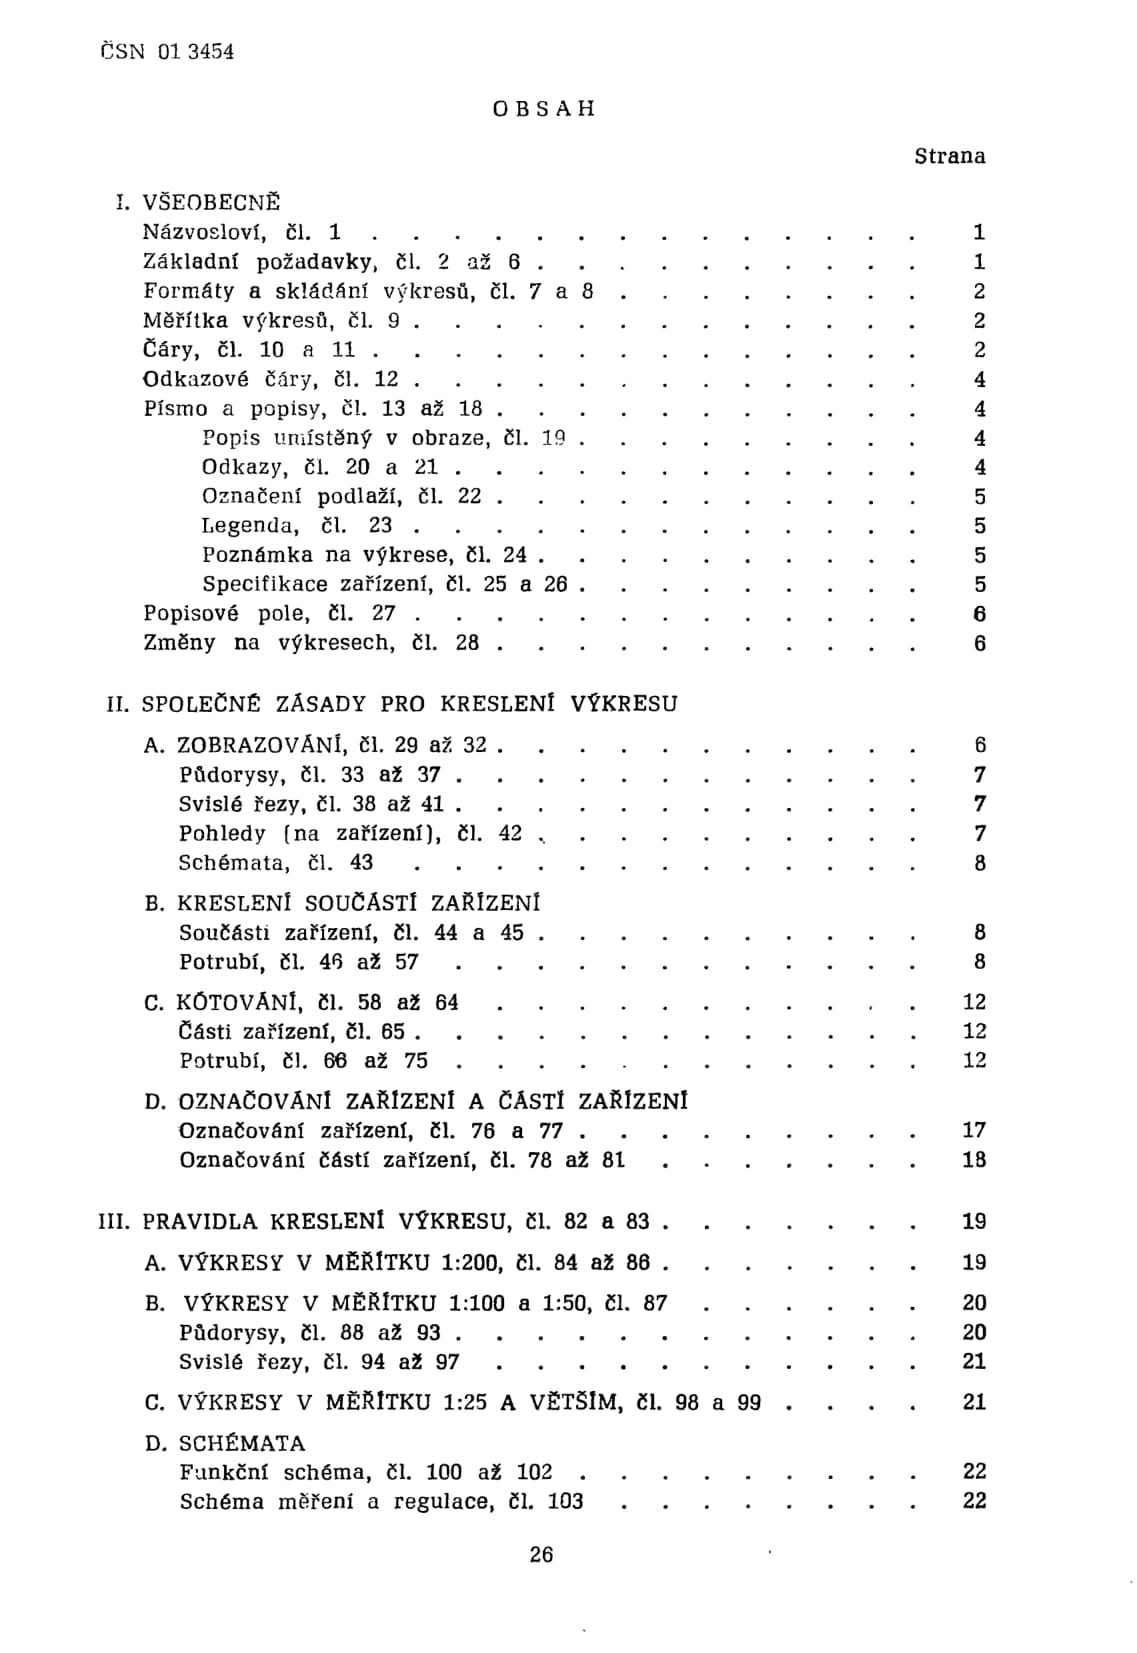 ČSN 01 3454
OBSAH
Strana
I. VŠEOBECNĚ
Názvosloví, čl. 1 . . . . . . . . . . . . . . 1
Základní požadavky, čl. 2 až 6 . . . . . . . . . . 1
Formáty a skládání výkresů, čl. 7 a 8 . . . . . . . . 2
Měřítka výkresů, čl. 9 . . . . . . . . . . . . . 2
Čáry, čl. 10 a 11 . . . . . . . . . . . . . . 2
Odkazové čáry, čl. 12 . . . . . . . . . . . . . 4
Písmo a popisy, čl. 13 až 18 . . . . . . . . . . . 4
Popis umístěný v obraze, čl. 19 . . . . . . . . . 4
Odkazy, čl. 20 a 21 . . . . . . . . . . . . 4
Označení podlaží, čl. 22 . . . . . . . . . . . 5
Legenda, čl. 23 . . . . . . . . . . . . . 5
Poznámka na výkrese, čl. 24 . . . . . . . . . . 5
Specifikace zařízení, čl. 25 a 26 . . . . . . . . . 5
Popisové pole, čl. 27 . . . . . . . . . . . . . 6
Změny na výkresech, čl. 28 . . . . . . . . . . . 6
II. SPOLEČNÉ ZÁSADY PRO KRESLENÍ VÝKRESU
A. ZOBRAZOVÁNÍ, čl. 29 až 32 . . . . . . . . . . . 6
Půdorysy, čl. 33 až 37 . . . . . . . . . . . . 7
Svislé řezy, čl. 38 až 41 . . . . . . . . . . . . 7
Pohledy (na zařízení), čl. 42 . . . . . . . . . . 7
Schémata, čl. 43 . . . . . . . . . . . . . 8
B. KRESLENÍ SOUČÁSTÍ ZAŘÍZENÍ
Součásti zařízení, čl. 44 a 45 . . . . . . . . . . 8
Potrubí, čl. 46 až 57 . . . . . . . . . . . . 8
C. KÓTOVÁNÍ, čl. 58 až 64 . . . . . . . . . . . 12
Části zařízení, čl. 65 . . . . . . . . . . . . . 12
Potrubí, čl. 66 až 75 . . . . . . . . . . . . 12
D. OZNAČOVÁNÍ ZAŘÍZENÍ A ČÁSTÍ ZAŘÍZENÍ
Označování zařízení, čl. 76 a 77 . . . . . . . . . 17
Označování částí zařízení, čl. 78 až 81 . . . . . . . 18
III. PRAVIDLA KRESLENÍ VÝKRESU, čl. 82 a 83 . . . . . . . 19
A. VÝKRESY V MĚŘÍTKU 1:200, čl. 84 až 86 . . . . . . . 19
B. VÝKRESY V MĚŘÍTKU 1:100 a 1:50, čl. 87 . . . . . . 20
Půdorysy, čl. 88 až 93 . . . . . . . . . . . . 20
Svislé řezy, čl. 94 až 97 . . . . . . . . . . . 21
C. VÝKRESY V MĚŘÍTKU 1:25 A VĚTŠÍM, čl. 98 a 99 . . . . 21
D. SCHÉMATA
Funkční schéma, čl. 100 až 102 . . . . . . . . . 22
Schéma měření a regulace, čl. 103 . . . . . . . . 22
26